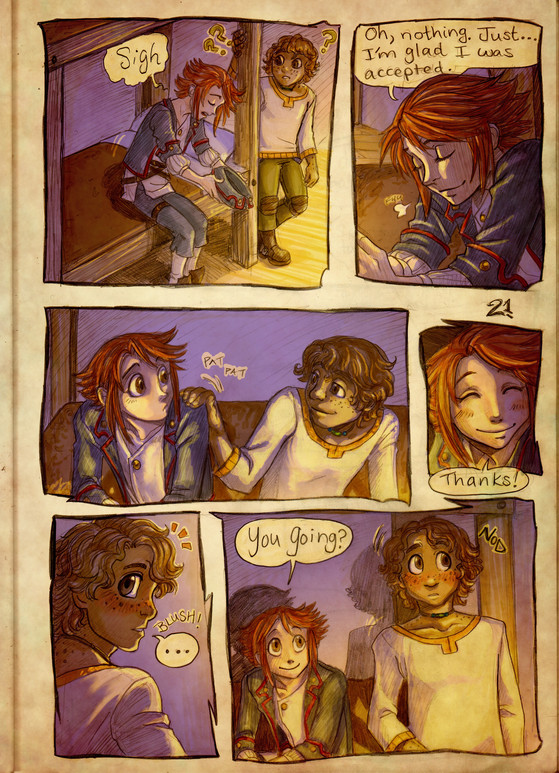 Sigh
?
?
?
Oh, nothing. Just...
I'm glad I was
accepted.
21
PAT
PAT
Thanks!
BLUSH!
...
You going?
NOD